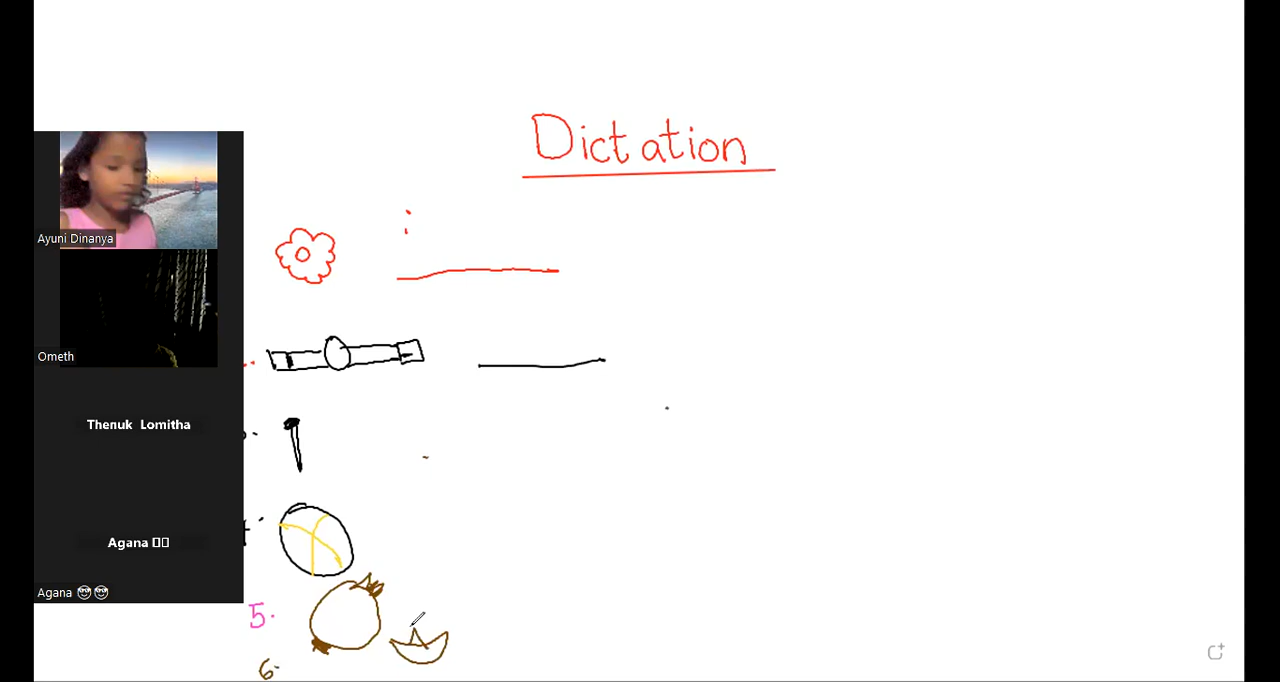 Dictation
Ayuni Dinanya
Ometh
Thenuk Lomitha
Agana
Agana 😎😎
5.
6.